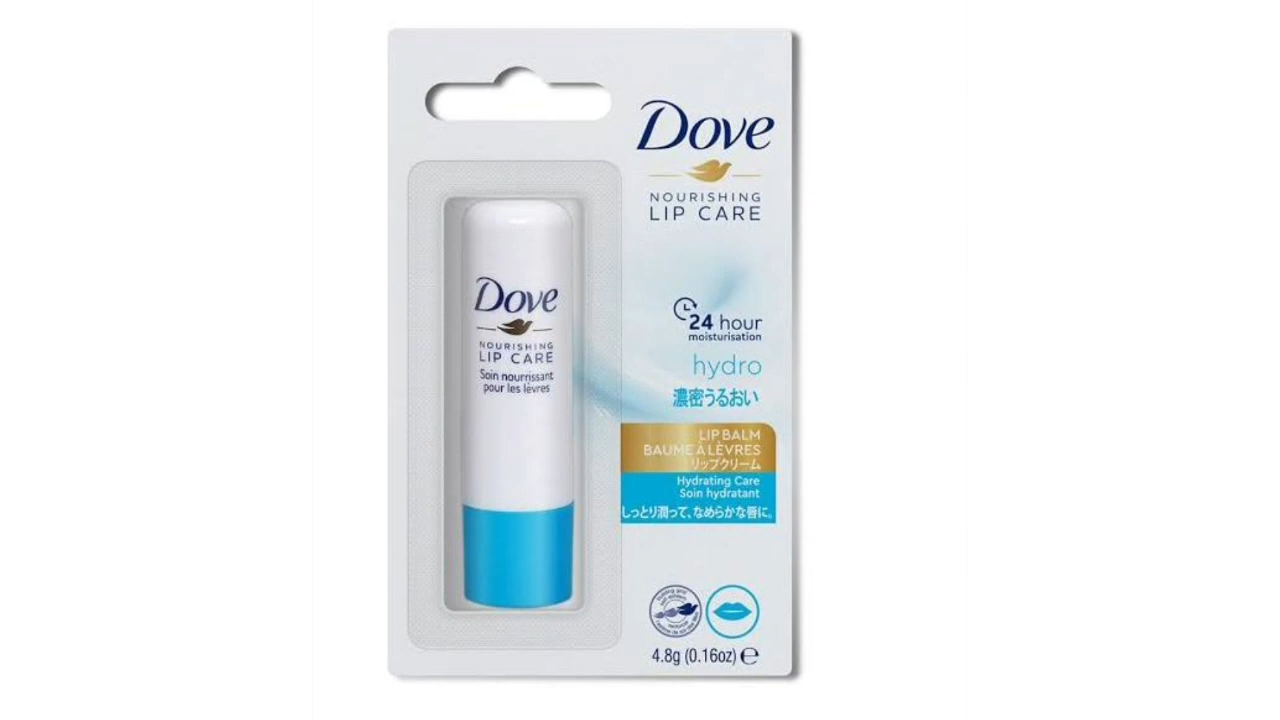 Dove
NOURISHING
LIP CARE
24 hour
moisturisation
hydro
濃密うるおい
LIP BALM
BAUME À LÈVRES
リップクリーム
Hydrating Care
Soin hydratant
しっとり潤って、なめらかな唇に。
4.8g (0.16oz) ℮
Dove
NOURISHING
LIP CARE
Soin nourrissant
pour les lèvres